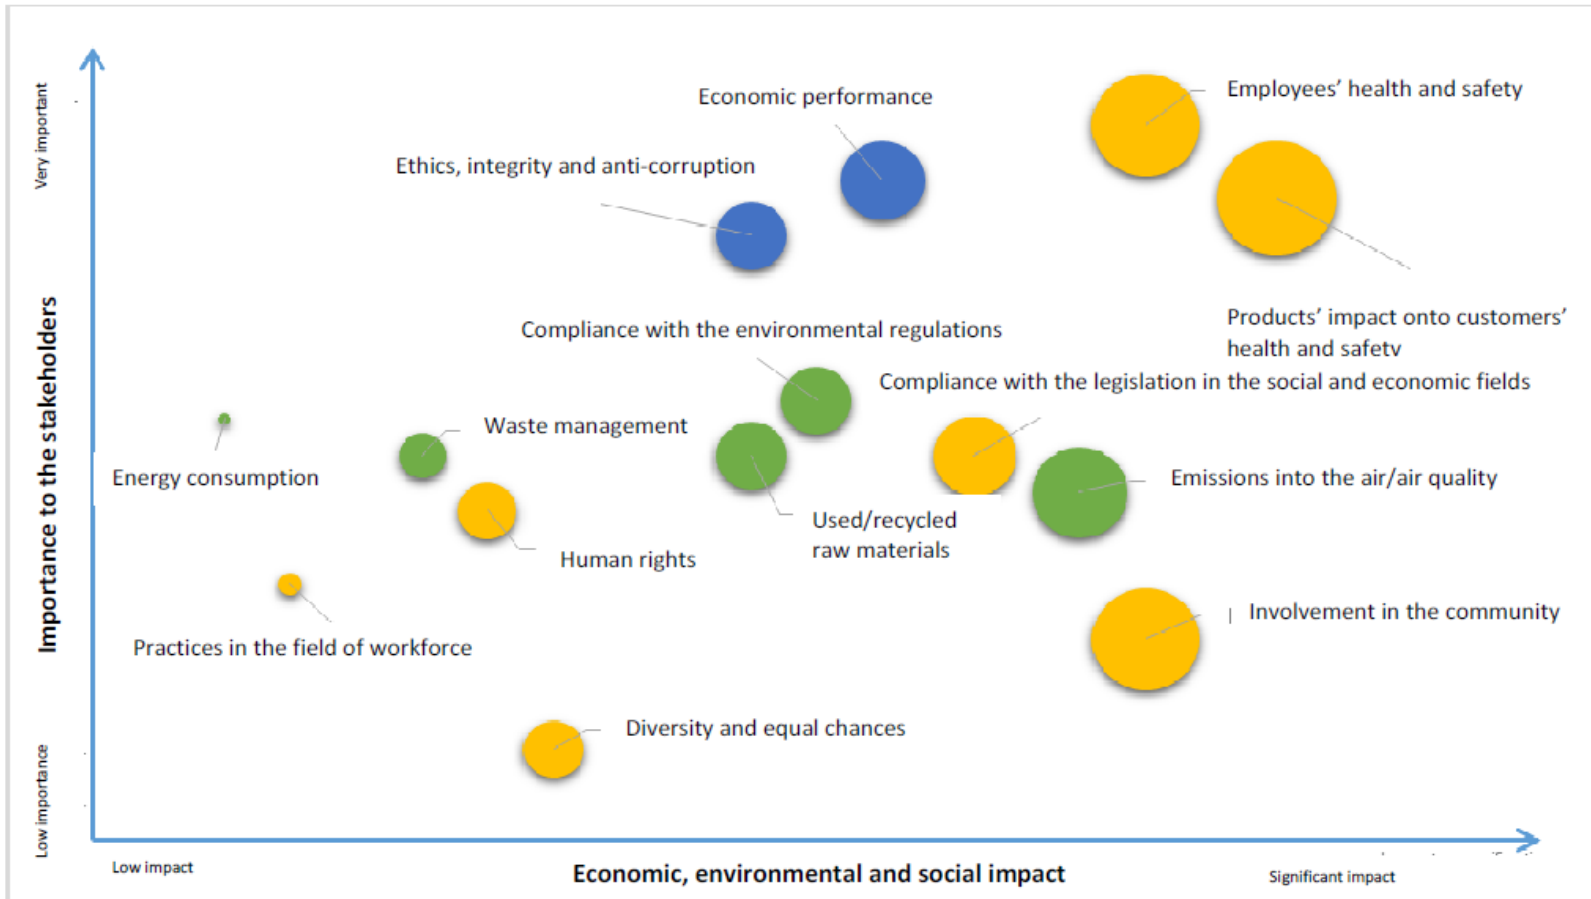 Very important
Economic performance
Employees’ health and safety
Ethics, integrity and anti-corruption
Importance to the stakeholders
Products’ impact onto customers’
health and safety
Compliance with the environmental regulations
Compliance with the legislation in the social and economic fields
Waste management
Energy consumption
Emissions into the air/air quality
Used/recycled
raw materials
Human rights
Involvement in the community
Practices in the field of workforce
Diversity and equal chances
Low importance
Low impact
Economic, environmental and social impact
Significant impact